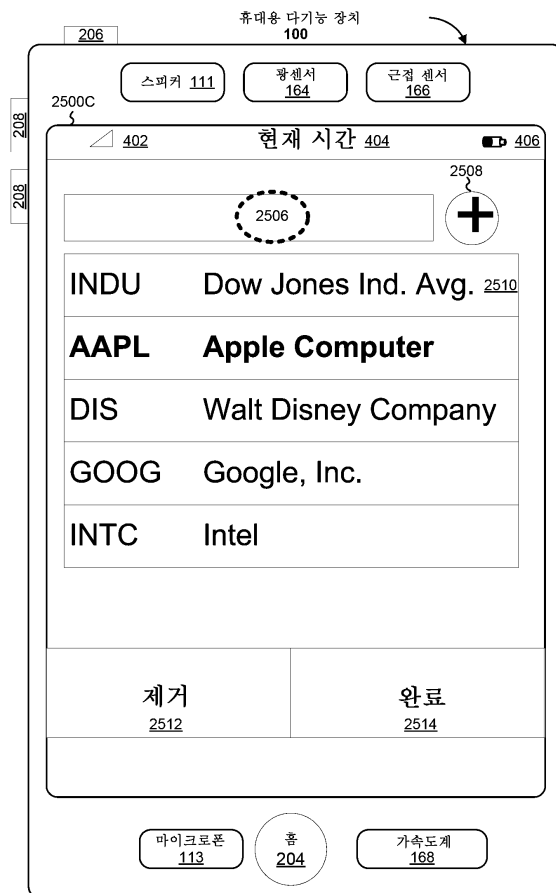 휴대용 다기능 장치
100
206
스피커 111
광센서
164
근접 센서
166
2500C
208
208
402
현재 시간 404
406
2506
2508
INDU Dow Jones Ind. Avg. 2510
AAPL Apple Computer
DIS Walt Disney Company
GOOG Google, Inc.
INTC Intel
제거
2512
완료
2514
마이크로폰
113
홈
204
가속도계
168